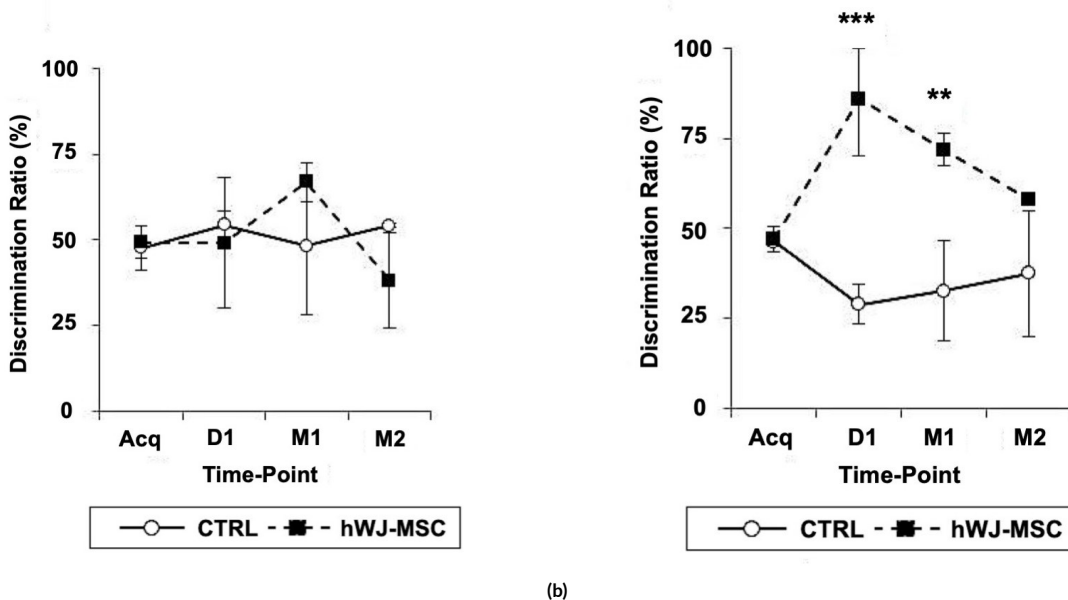 Discrimination Ratio (%)
100
75
50
25
0
Acq D1 M1 M2
Time-Point
CTRL hWJ-MSC
***
**
Discrimination Ratio (%)
100
75
50
25
0
Acq D1 M1 M2
Time-Point
CTRL hWJ-MSC
(b)